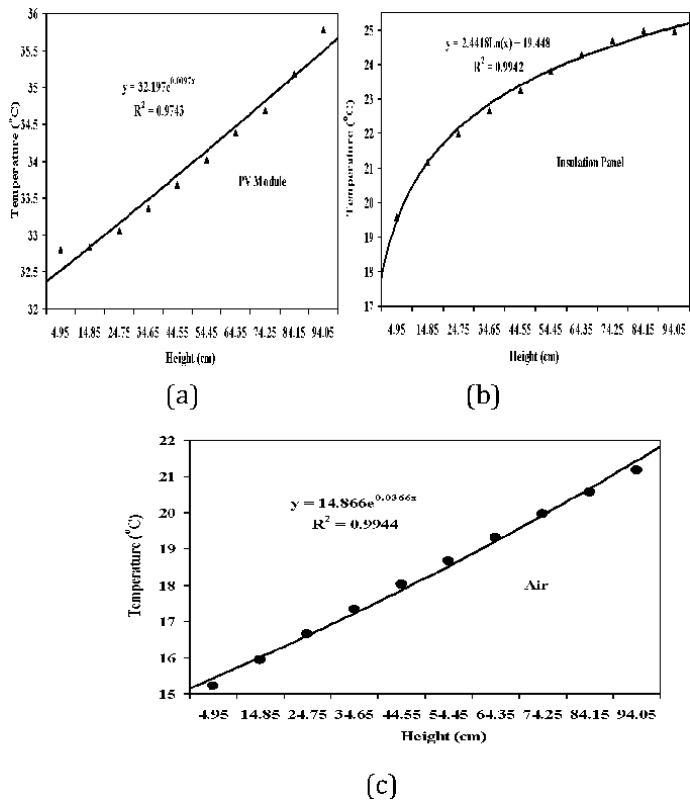 36
35.5
35
34.5
34
33.5
33
32.5
32
Temperature (°C)
y = 32.197e^0.0097x
R² = 0.9743
PV Module
4.95 14.85 24.75 34.65 44.55 54.45 64.35 74.25 84.15 94.05
Height (cm)
(a)
25
24
23
22
21
20
19
18
17
Temperature (°C)
y = 2.4418Ln(x) + 19.448
R² = 0.9942
Insulation Panel
4.95 14.85 24.75 34.65 44.55 54.45 64.35 74.25 84.15 94.05
Height (cm)
(b)
22
21
20
19
18
17
16
15
Temperature (°C)
y = 14.866e^0.0366x
R² = 0.9944
Air
4.95 14.85 24.75 34.65 44.55 54.45 64.35 74.25 84.15 94.05
Height (cm)
(c)